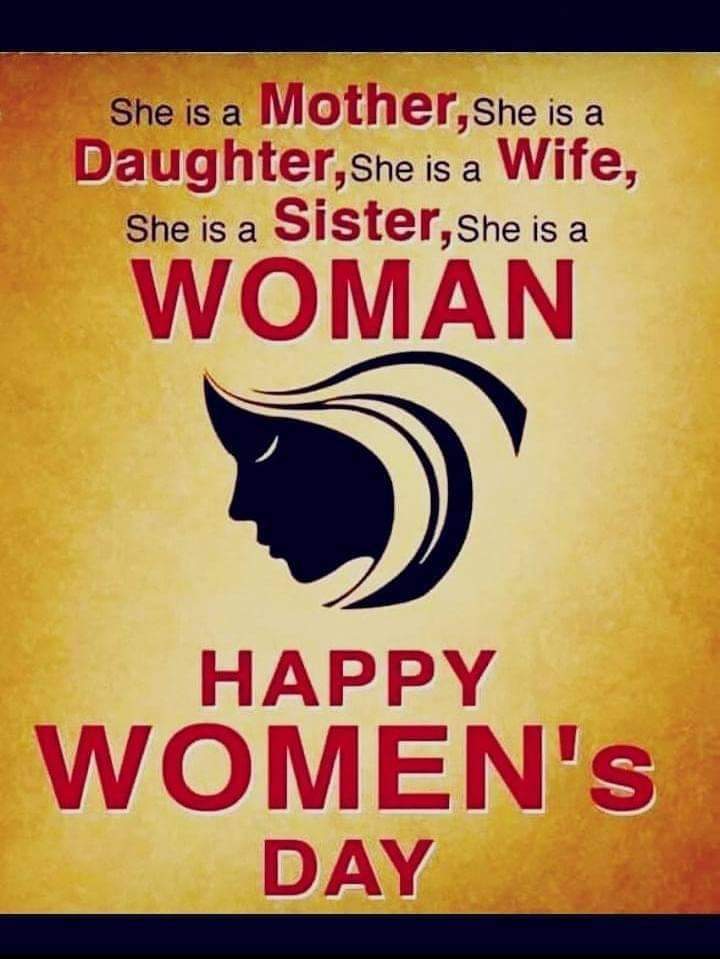 She is a Mother,She is a
Daughter,She is a Wife,
She is a Sister,She is a
WOMAN
HAPPY
WOMEN's
DAY